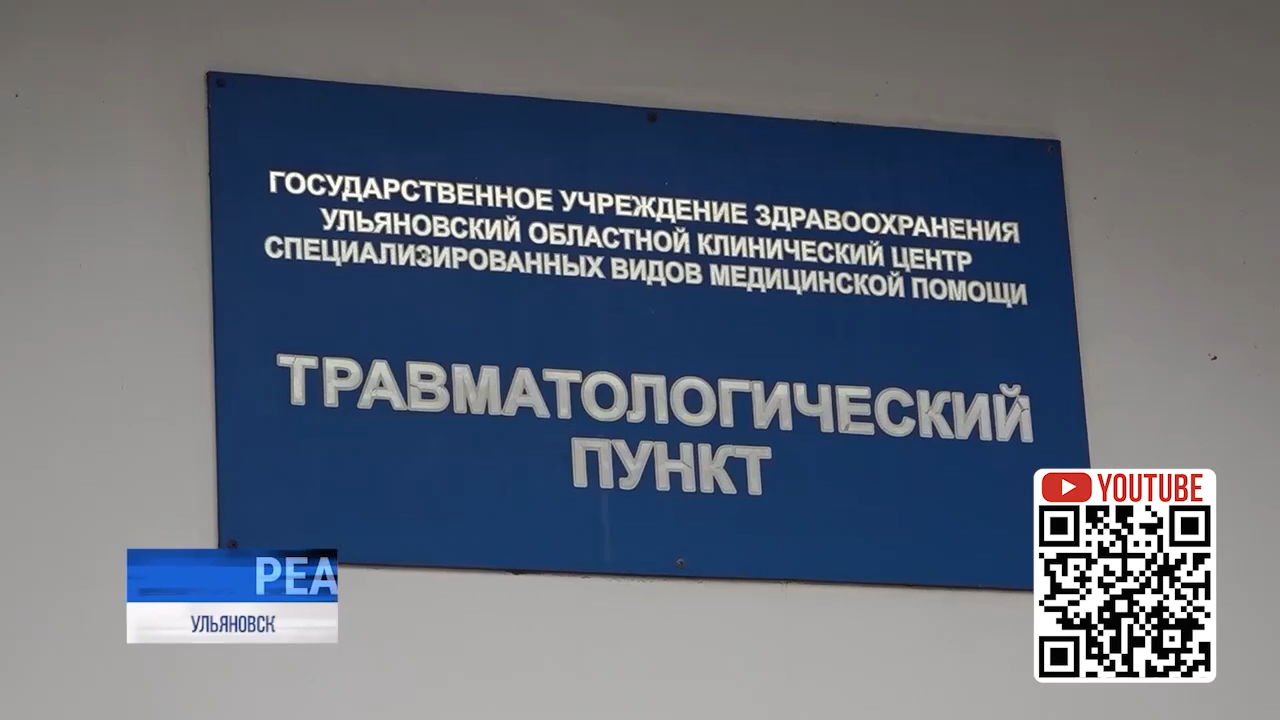 ГОСУДАРСТВЕННОЕ УЧРЕЖДЕНИЕ ЗДРАВООХРАНЕНИЯ
УЛЬЯНОВСКИЙ ОБЛАСТНОЙ КЛИНИЧЕСКИЙ ЦЕНТР
СПЕЦИАЛИЗИРОВАННЫХ ВИДОВ МЕДИЦИНСКОЙ ПОМОЩИ
ТРАВМАТОЛОГИЧЕСКИЙ
ПУНКТ
YOUTUBE
РЕА
УЛЬЯНОВСК